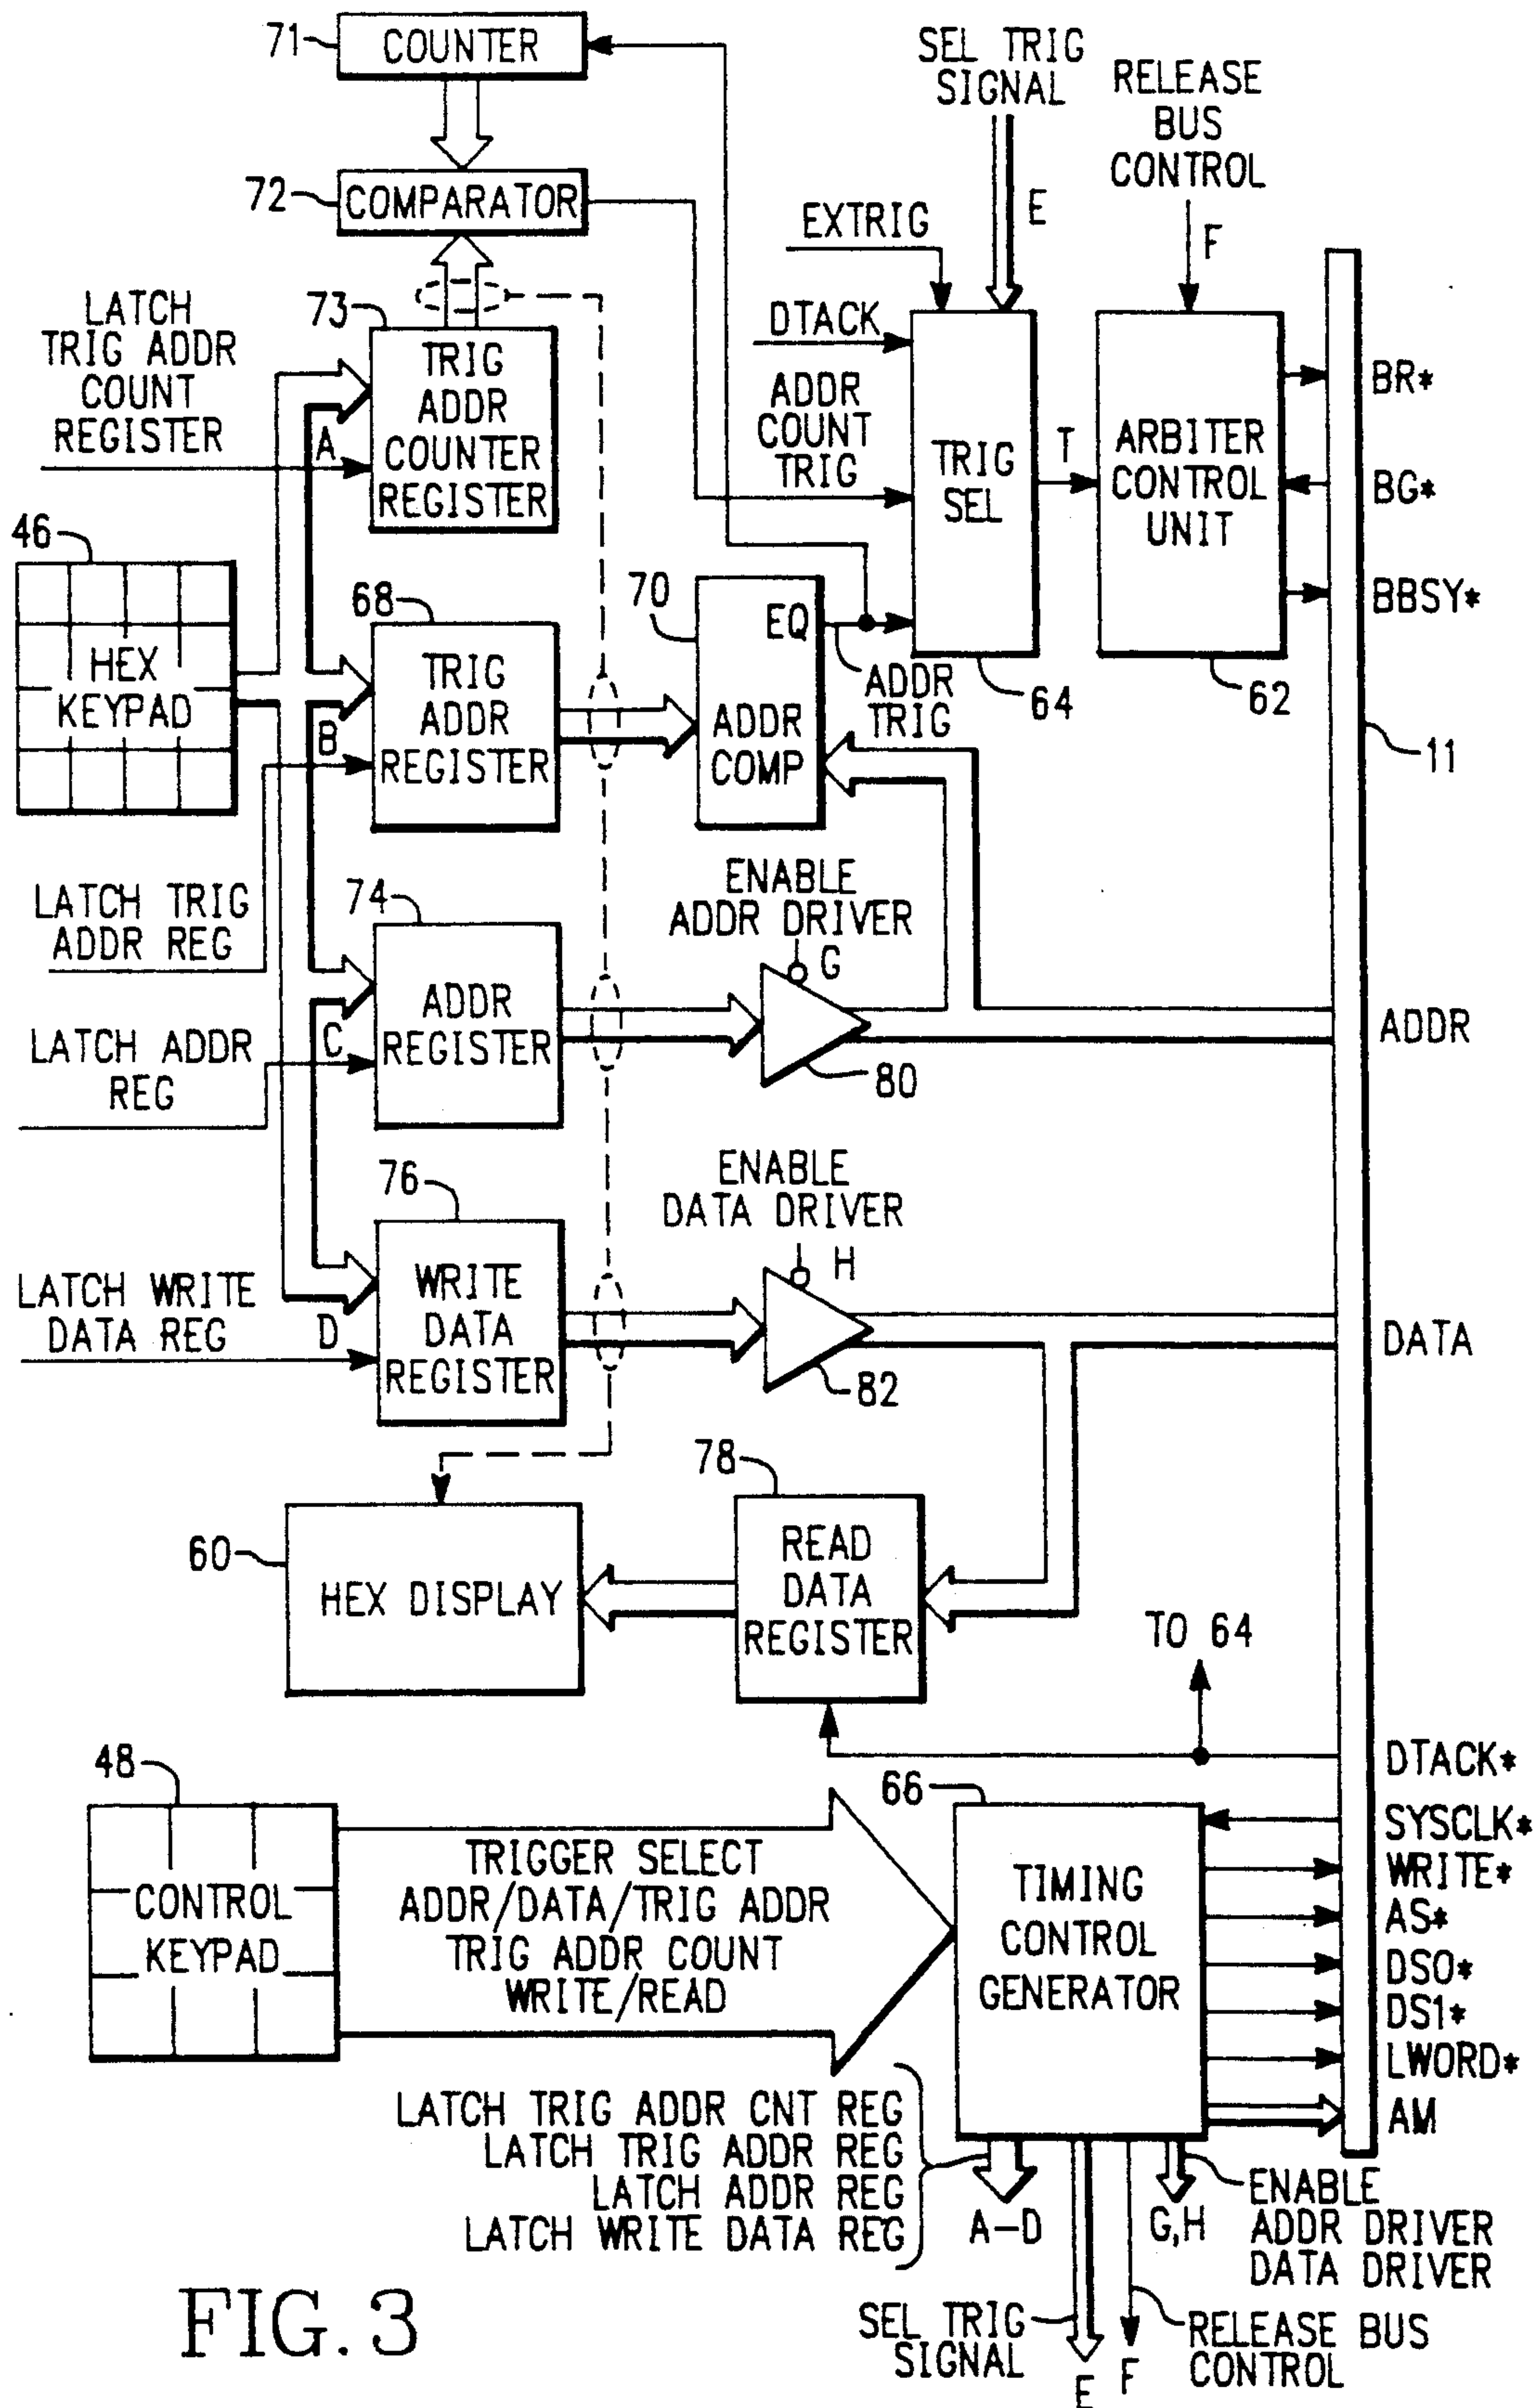 71
COUNTER
SEL TRIG
SIGNAL
RELEASE
BUS
CONTROL
72
COMPARATOR
E
F
EXTRIG
LATCH
TRIG ADDR
COUNT
REGISTER
73
TRIG
ADDR
COUNTER
REGISTER
A
DTACK
ADDR
COUNT
TRIG
TRIG
SEL
T
ARBITER
CONTROL
UNIT
BR*
BG*
BBSY*
46
HEX
KEYPAD
68
TRIG
ADDR
REGISTER
B
70
EQ
ADDR
COMP
ADDR
TRIG
64
62
11
LATCH TRIG
ADDR REG
74
ADDR
REGISTER
C
ENABLE
ADDR DRIVER
G
80
ADDR
LATCH ADDR
REG
76
WRITE
DATA
REGISTER
D
ENABLE
DATA DRIVER
H
82
DATA
LATCH WRITE
DATA REG
60
HEX DISPLAY
78
READ
DATA
REGISTER
TO 64
DTACK*
48
CONTROL
KEYPAD
TRIGGER SELECT
ADDR/DATA/TRIG ADDR
TRIG ADDR COUNT
WRITE/READ
66
TIMING
CONTROL
GENERATOR
SYSCLK*
WRITE*
AS*
DS0*
DS1*
LWORD*
AM
LATCH TRIG ADDR CNT REG
LATCH TRIG ADDR REG
LATCH ADDR REG
LATCH WRITE DATA REG
A-D
G,H
ENABLE
ADDR DRIVER
DATA DRIVER
SEL TRIG
SIGNAL
E
F
RELEASE BUS
CONTROL
FIG. 3